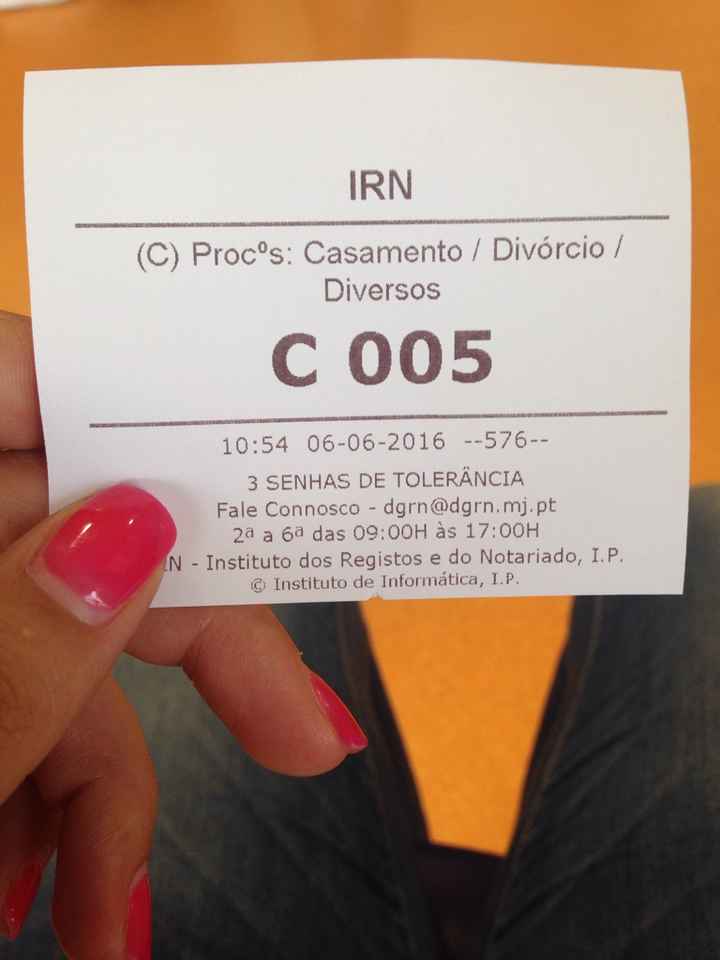 IRN
(C) Procºs: Casamento / Divórcio /
Diversos
C 005
10:54 06-06-2016 --576--
3 SENHAS DE TOLERÂNCIA
Fale Connosco - dgrn@dgrn.mj.pt
2ª a 6ª das 09:00H às 17:00H
- Instituto dos Registos e do Notariado, I.P.
© Instituto de Informática, I.P.